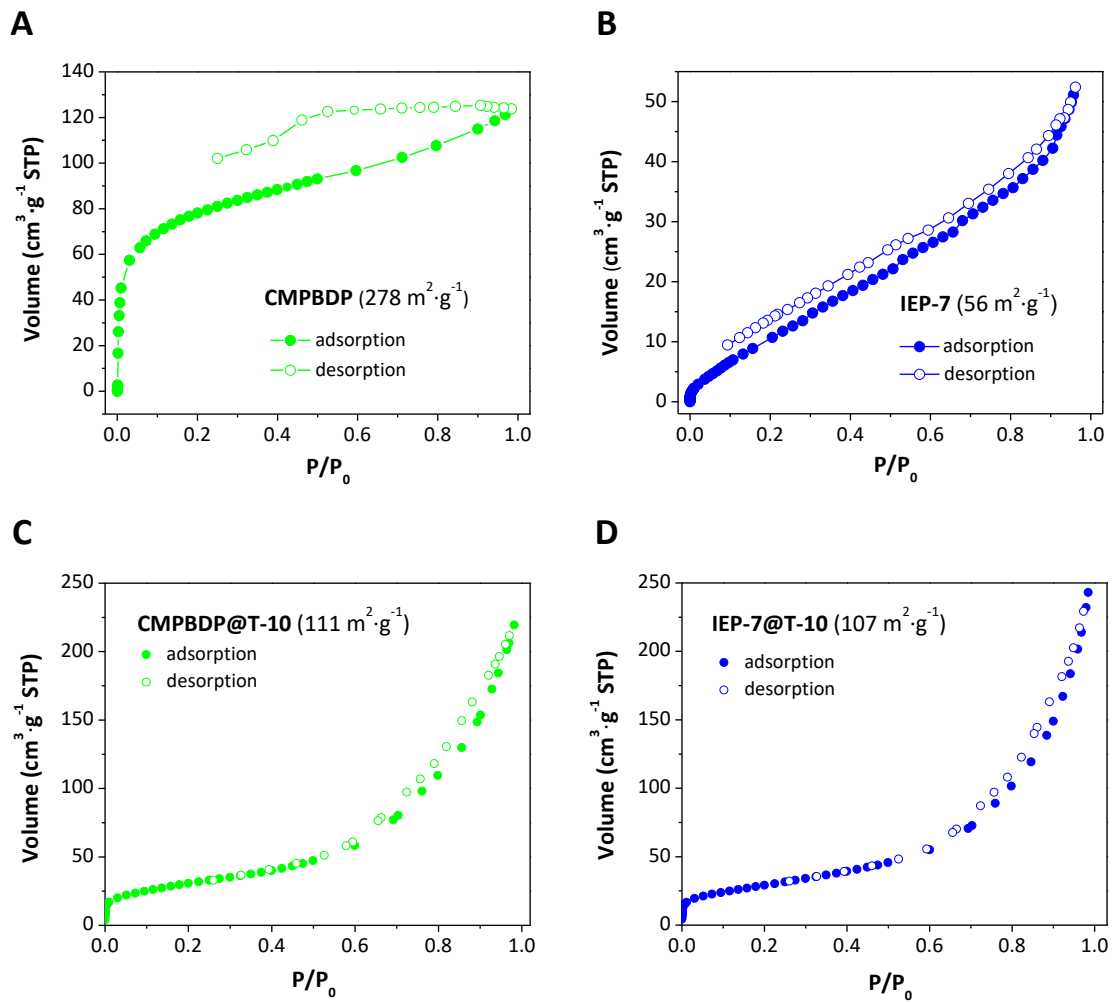 A
140
120
100
80
60
40
20
0
Volume (cm³·g⁻¹ STP)
CMPBDP (278 m²·g⁻¹)
adsorption
desorption
0.0 0.2 0.4 0.6 0.8 1.0
P/P₀
B
50
40
30
20
10
0
Volume (cm³·g⁻¹ STP)
IEP-7 (56 m²·g⁻¹)
adsorption
desorption
0.0 0.2 0.4 0.6 0.8 1.0
P/P₀
C
250
200
150
100
50
0
Volume (cm³·g⁻¹ STP)
CMPBDP@T-10 (111 m²·g⁻¹)
adsorption
desorption
0.0 0.2 0.4 0.6 0.8 1.0
P/P₀
D
250
200
150
100
50
0
Volume (cm³·g⁻¹ STP)
IEP-7@T-10 (107 m²·g⁻¹)
adsorption
desorption
0.0 0.2 0.4 0.6 0.8 1.0
P/P₀